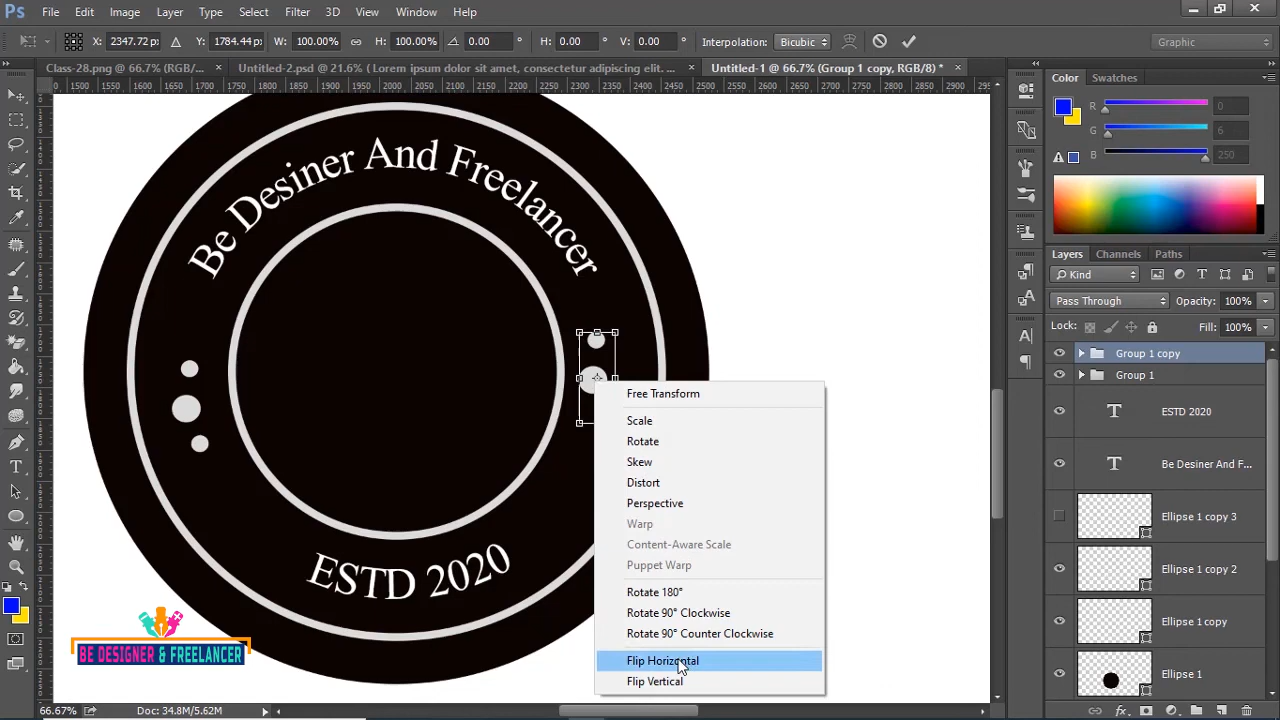 Ps File Edit Image Layer Type Select Filter 3D View Window Help
X: 2347.72 px Y: 1784.44 px W: 100.00% H: 100.00% 0.00 ° H: 0.00 ° V: 0.00 ° Interpolation: Bicubic Graphic
Class-28.png @ 66.7% (RGB/... × Untitled-2.psd @ 21.6% ( Lorem ipsum dolor sit amet, consectetur adipiscing elit. ... × Untitled-1 @ 66.7% (Group 1 copy, RGB/8) * ×
1500 1550 1600 1650 1700 1750 1800 1850 1900 1950 2000 2050 2100 2150 2200 2250 2300 2350 2400 2450 2500 2550 2600 2650 2700 2750 2800 2850 2900 295
Color Swatches
R 0
G 6
B 250
Be Desiner And Freelancer
ESTD 2020
BE DESIGNER & FREELANCER
Free Transform
Scale
Rotate
Skew
Distort
Perspective
Warp
Content-Aware Scale
Puppet Warp
Rotate 180°
Rotate 90° Clockwise
Rotate 90° Counter Clockwise
Flip Horizontal
Flip Vertical
Layers Channels Paths
Kind
Pass Through Opacity: 100%
Lock: Fill: 100%
Group 1 copy
Group 1
T ESTD 2020
T Be Desiner And F...
Ellipse 1 copy 3
Ellipse 1 copy 2
Ellipse 1 copy
Ellipse 1
66.67% Doc: 34.8M/5.62M